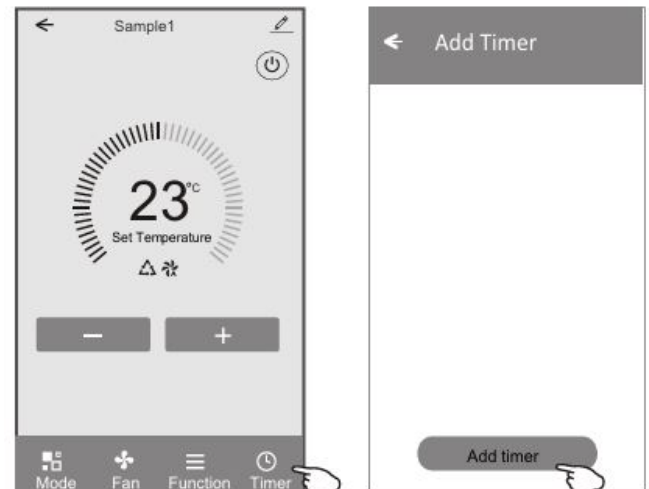 Sample1
23°C
Set Temperature
Mode Fan Function Timer
Add Timer
Add timer